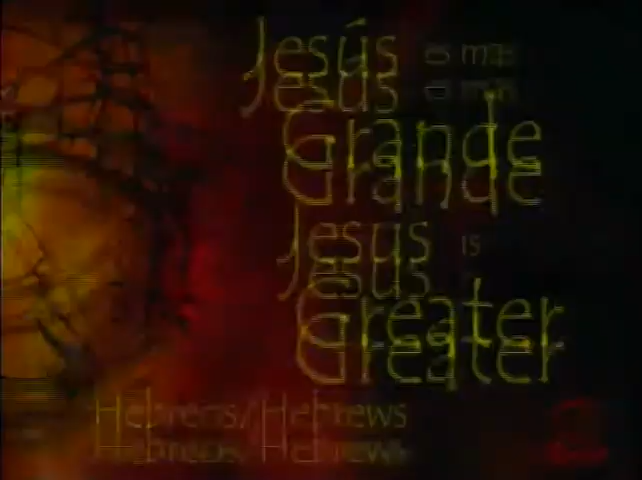 Jesús es más
Grande
Jesus is
Greater
Hebreos/Hebrews